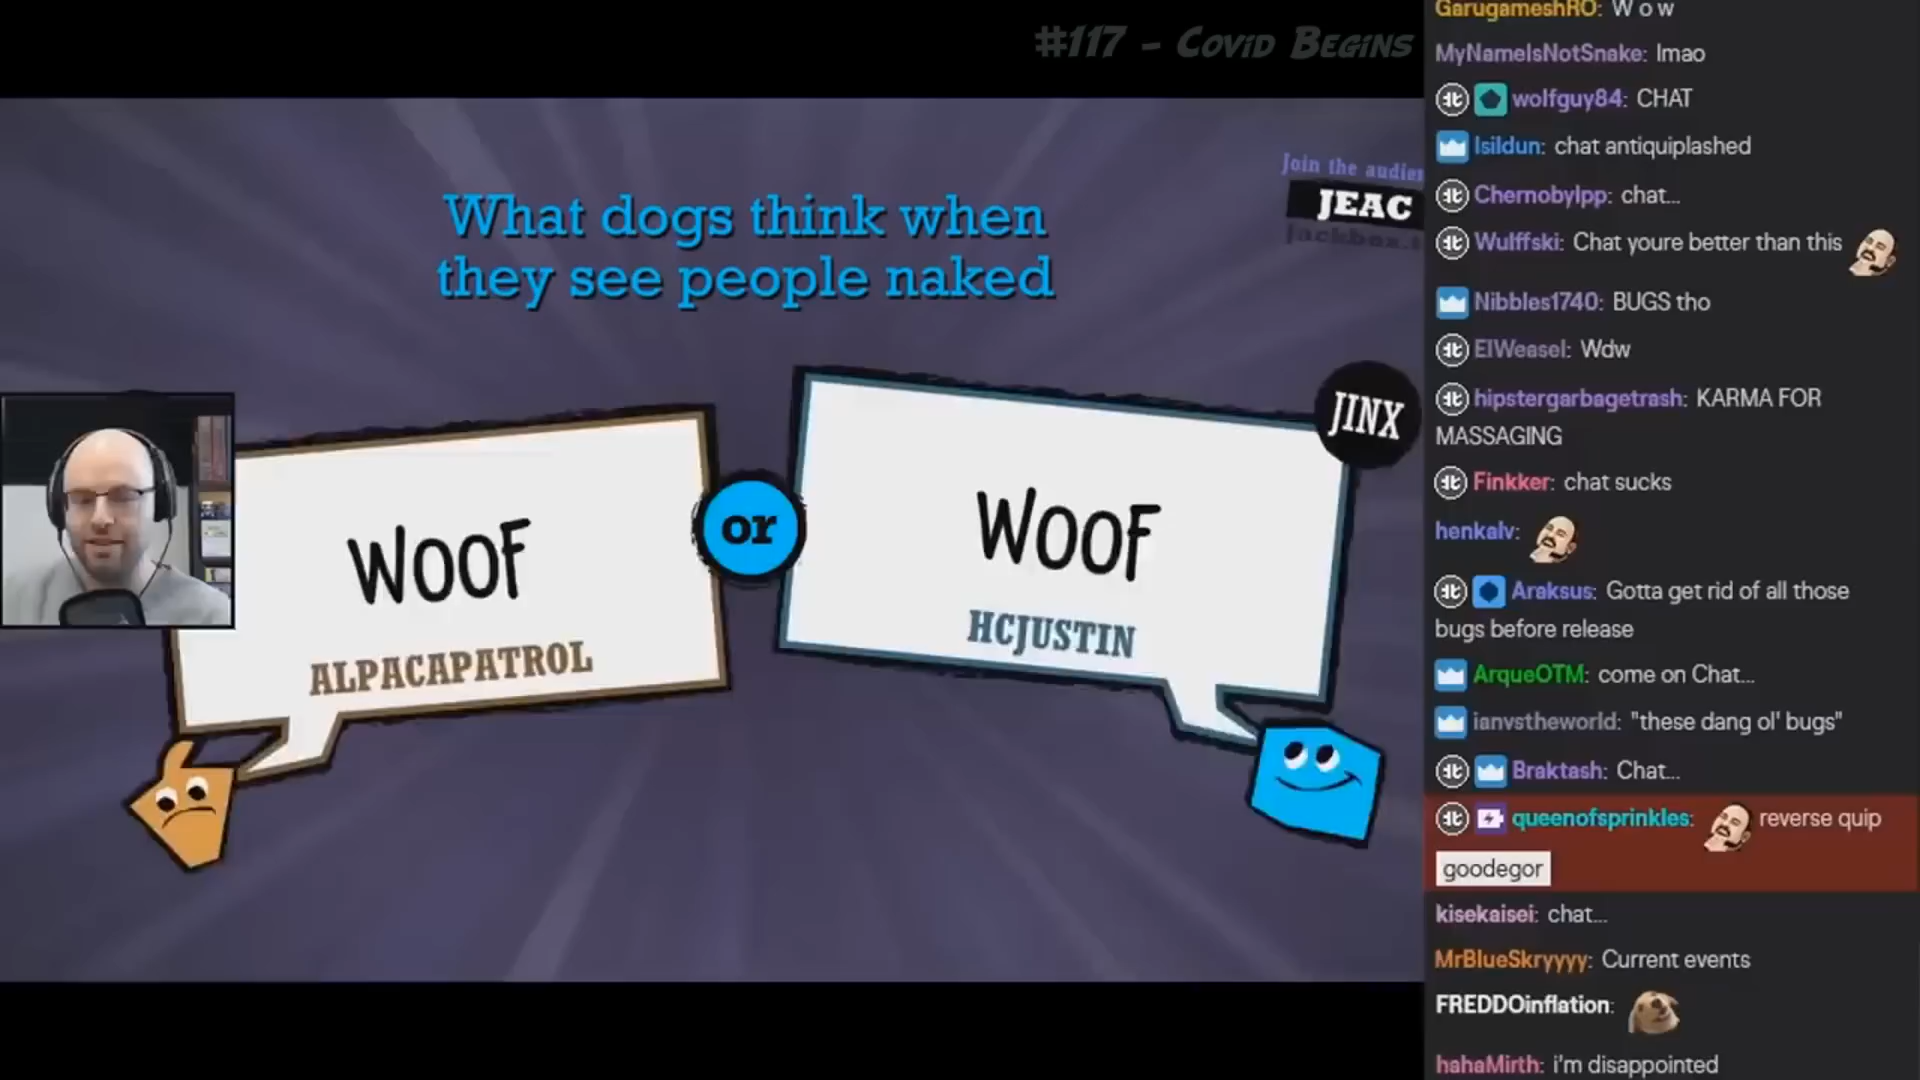 #117 - Covid Begins
Join the audien
JEAC
jackbox.t
What dogs think when
they see people naked
JINX
WOOF
or
WOOF
ALPACAPATROL
HCJUSTIN
GarugameshRO: W o w
MyNameIsNotSnake: lmao
wolfguy84: CHAT
Isildun: chat antiquiplashed
Chernobylpp: chat...
Wulffski: Chat youre better than this
Nibbles1740: BUGS tho
ElWeasel: Wdw
hipstergarbagetrash: KARMA FOR
MASSAGING
Finkker: chat sucks
henkalv:
Araksus: Gotta get rid of all those
bugs before release
ArqueOTM: come on Chat...
ianvstheworld: "these dang ol' bugs"
Braktash: Chat...
queenofsprinkles: reverse quip
goodegor
kisekaisei: chat...
MrBlueSkryyyy: Current events
FREDDOinflation:
hahaMirth: i'm disappointed